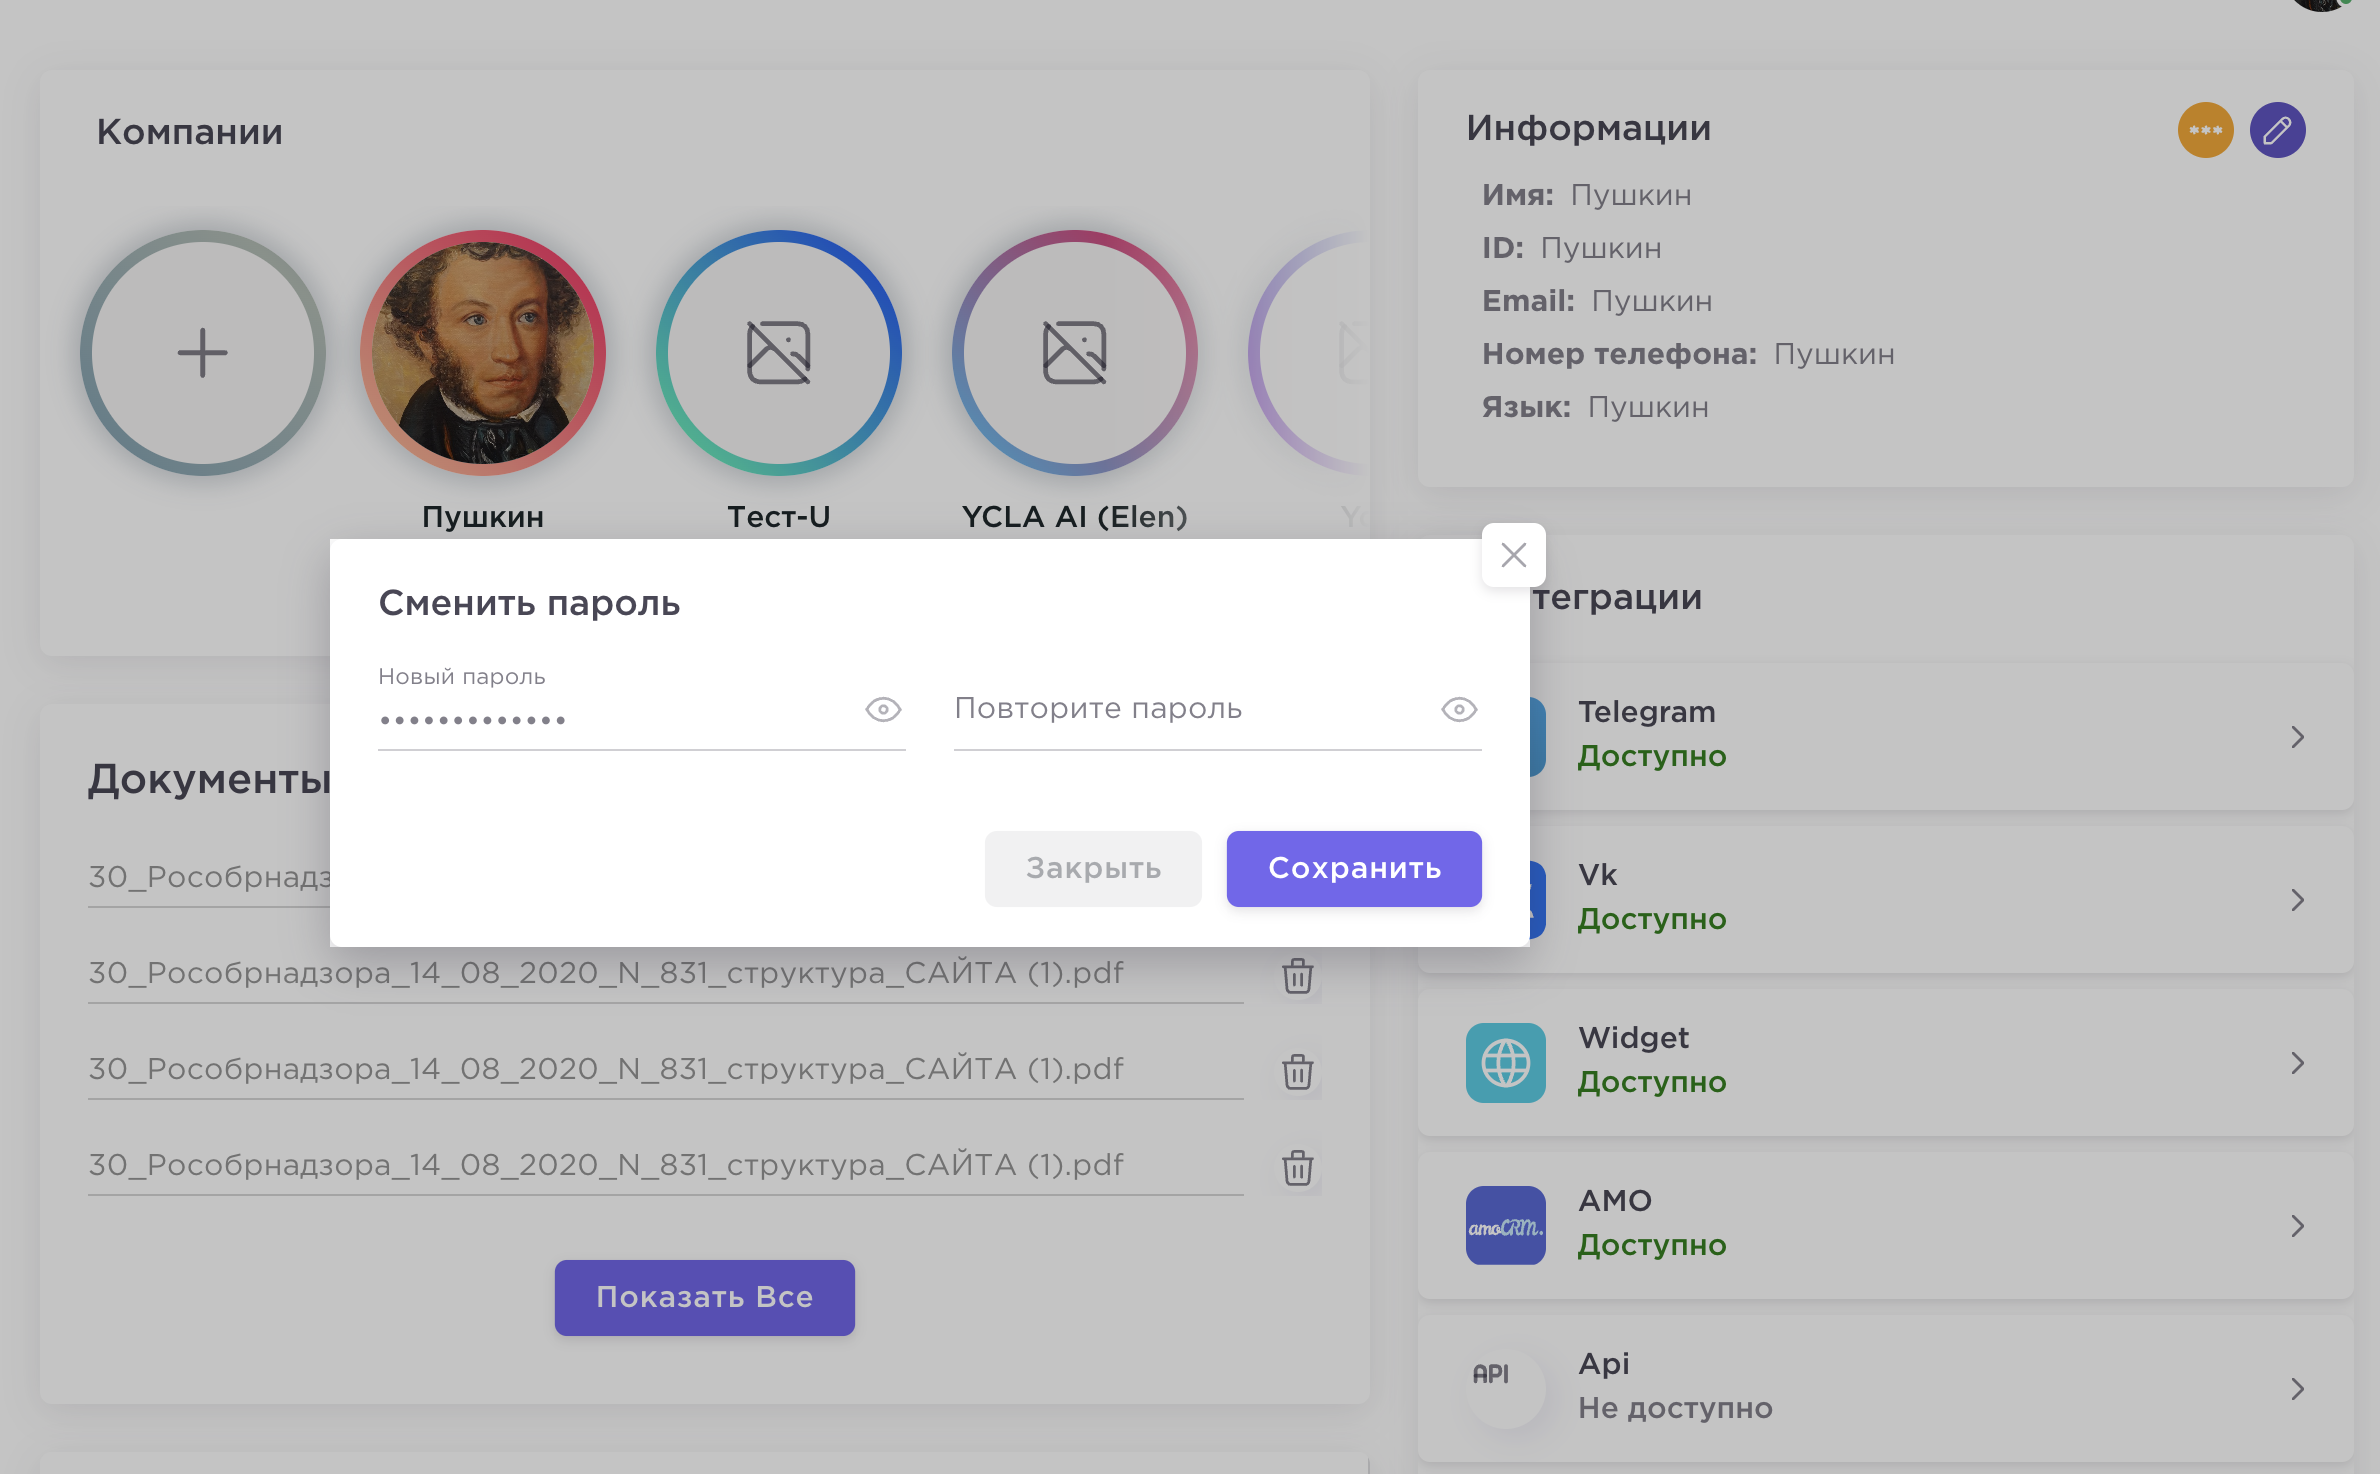 Компании
Пушкин
Тест-U
YCLA AI (Elen)
Информации
Имя: Пушкин
ID: Пушкин
Email: Пушкин
Номер телефона: Пушкин
Язык: Пушкин
Сменить пароль
Новый пароль
Повторите пароль
Закрыть
Сохранить
Документы
30_Рособрнадз
30_Рособрнадзора_14_08_2020_N_831_структура_САЙТА (1).pdf
30_Рособрнадзора_14_08_2020_N_831_структура_САЙТА (1).pdf
30_Рособрнадзора_14_08_2020_N_831_структура_САЙТА (1).pdf
Показать Все
теграции
Telegram
Доступно
Vk
Доступно
Widget
Доступно
amoCRM.
AMO
Доступно
API
Api
Не доступно